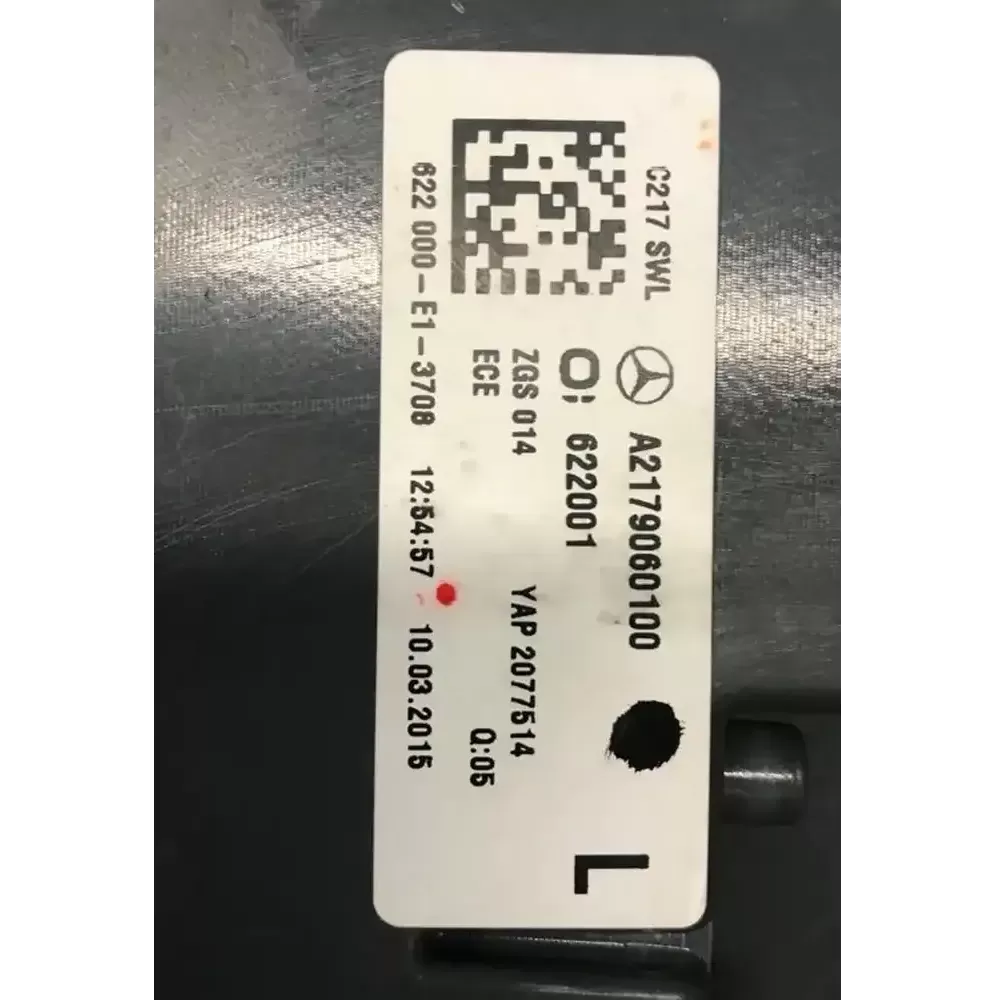 C217 SWL
A2179060100
O; 622001
L
ZGS 014 YAP 2077514
ECE Q:05
622 000-E1-3708 12:54:57 10.03.2015